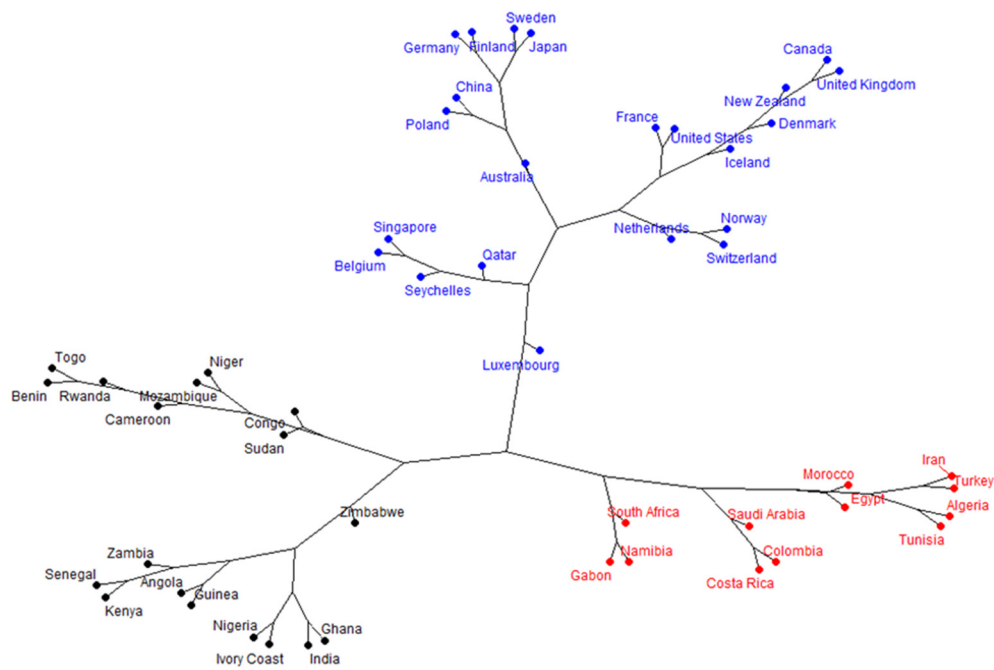 Sweden
Germany
Finland
Japan
Canada
United Kingdom
China
New Zealand
Poland
France
Denmark
United States
Iceland
Australia
Norway
Singapore
Netherlands
Qatar
Switzerland
Belgium
Seychelles
Luxembourg
Togo
Niger
Benin
Rwanda
Mozambique
Cameroon
Congo
Sudan
Iran
Morocco
Turkey
Egypt
Algeria
Zimbabwe
South Africa
Saudi Arabia
Tunisia
Zambia
Namibia
Colombia
Senegal
Angola
Gabon
Costa Rica
Guinea
Kenya
Nigeria
Ghana
Ivory Coast
India